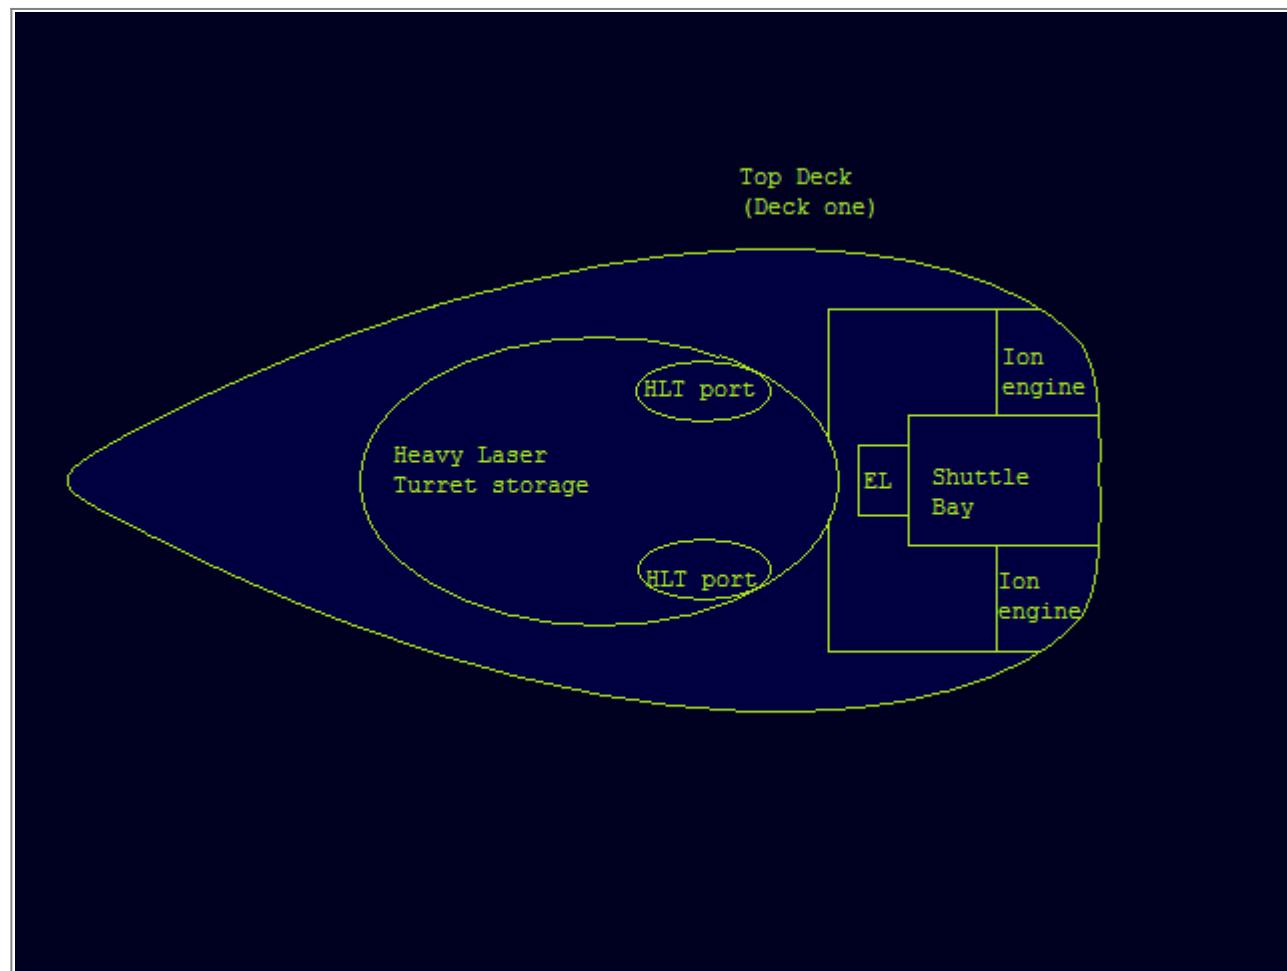 Top Deck
(Deck one)
Ion
engine
HLT port
Heavy Laser
Turret storage
EL
Shuttle
Bay
HLT port
Ion
engine